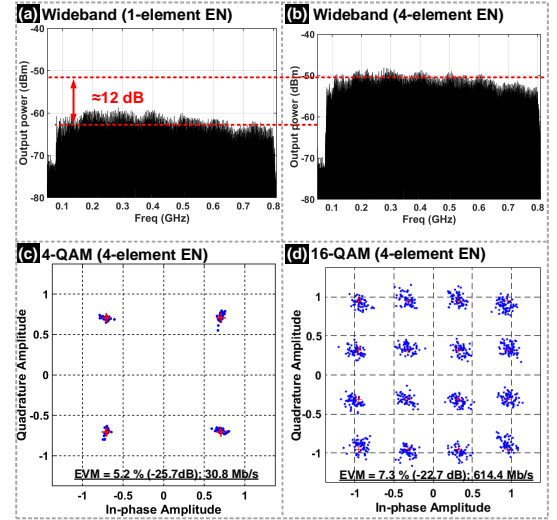 (a) Wideband (1-element EN)
Output power (dBm)
-40
-50
-60
-70
-80
≈12 dB
0.1 0.2 0.3 0.4 0.5 0.6 0.7 0.8
Freq (GHz)
(b) Wideband (4-element EN)
Output power (dBm)
-40
-50
-60
-70
-80
0.1 0.2 0.3 0.4 0.5 0.6 0.7 0.8
Freq (GHz)
(c) 4-QAM (4-element EN)
Quadrature Amplitude
1
0.5
0
-0.5
-1
EVM = 5.2 % (-25.7dB); 30.8 Mb/s
-1 -0.5 0 0.5 1
In-phase Amplitude
(d) 16-QAM (4-element EN)
Quadrature Amplitude
1
0.5
0
-0.5
-1
EVM = 7.3 % (-22.7 dB); 614.4 Mb/s
-1 -0.5 0 0.5 1
In-phase Amplitude